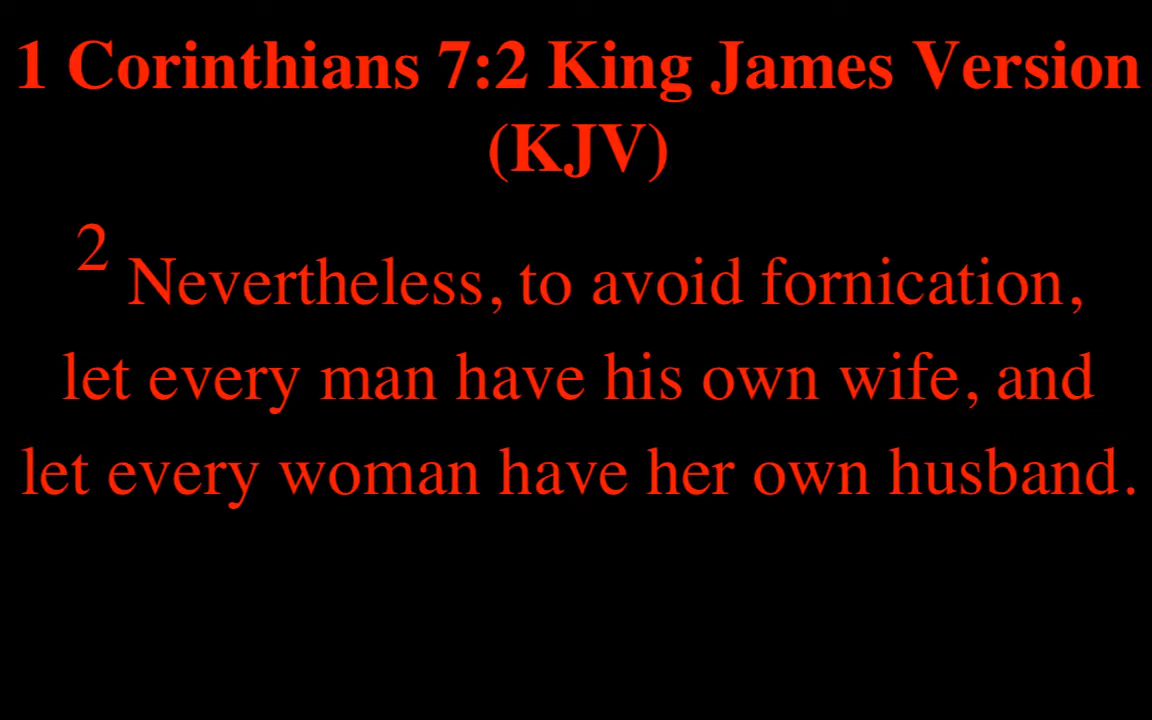 1 Corinthians 7:2 King James Version
(KJV)
2 Nevertheless, to avoid fornication,
let every man have his own wife, and
let every woman have her own husband.